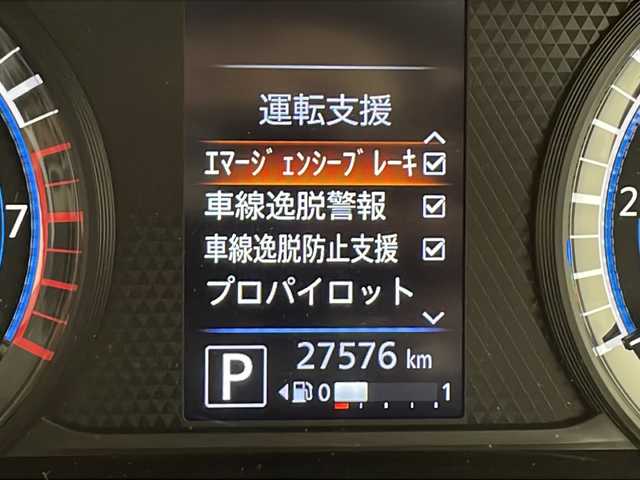 運転支援
ｴﾏｰｼﾞｪﾝｼｰﾌﾞﾚｰｷ
車線逸脱警報
車線逸脱防止支援
プロパイロット
P 27576 km
0 1
7
2